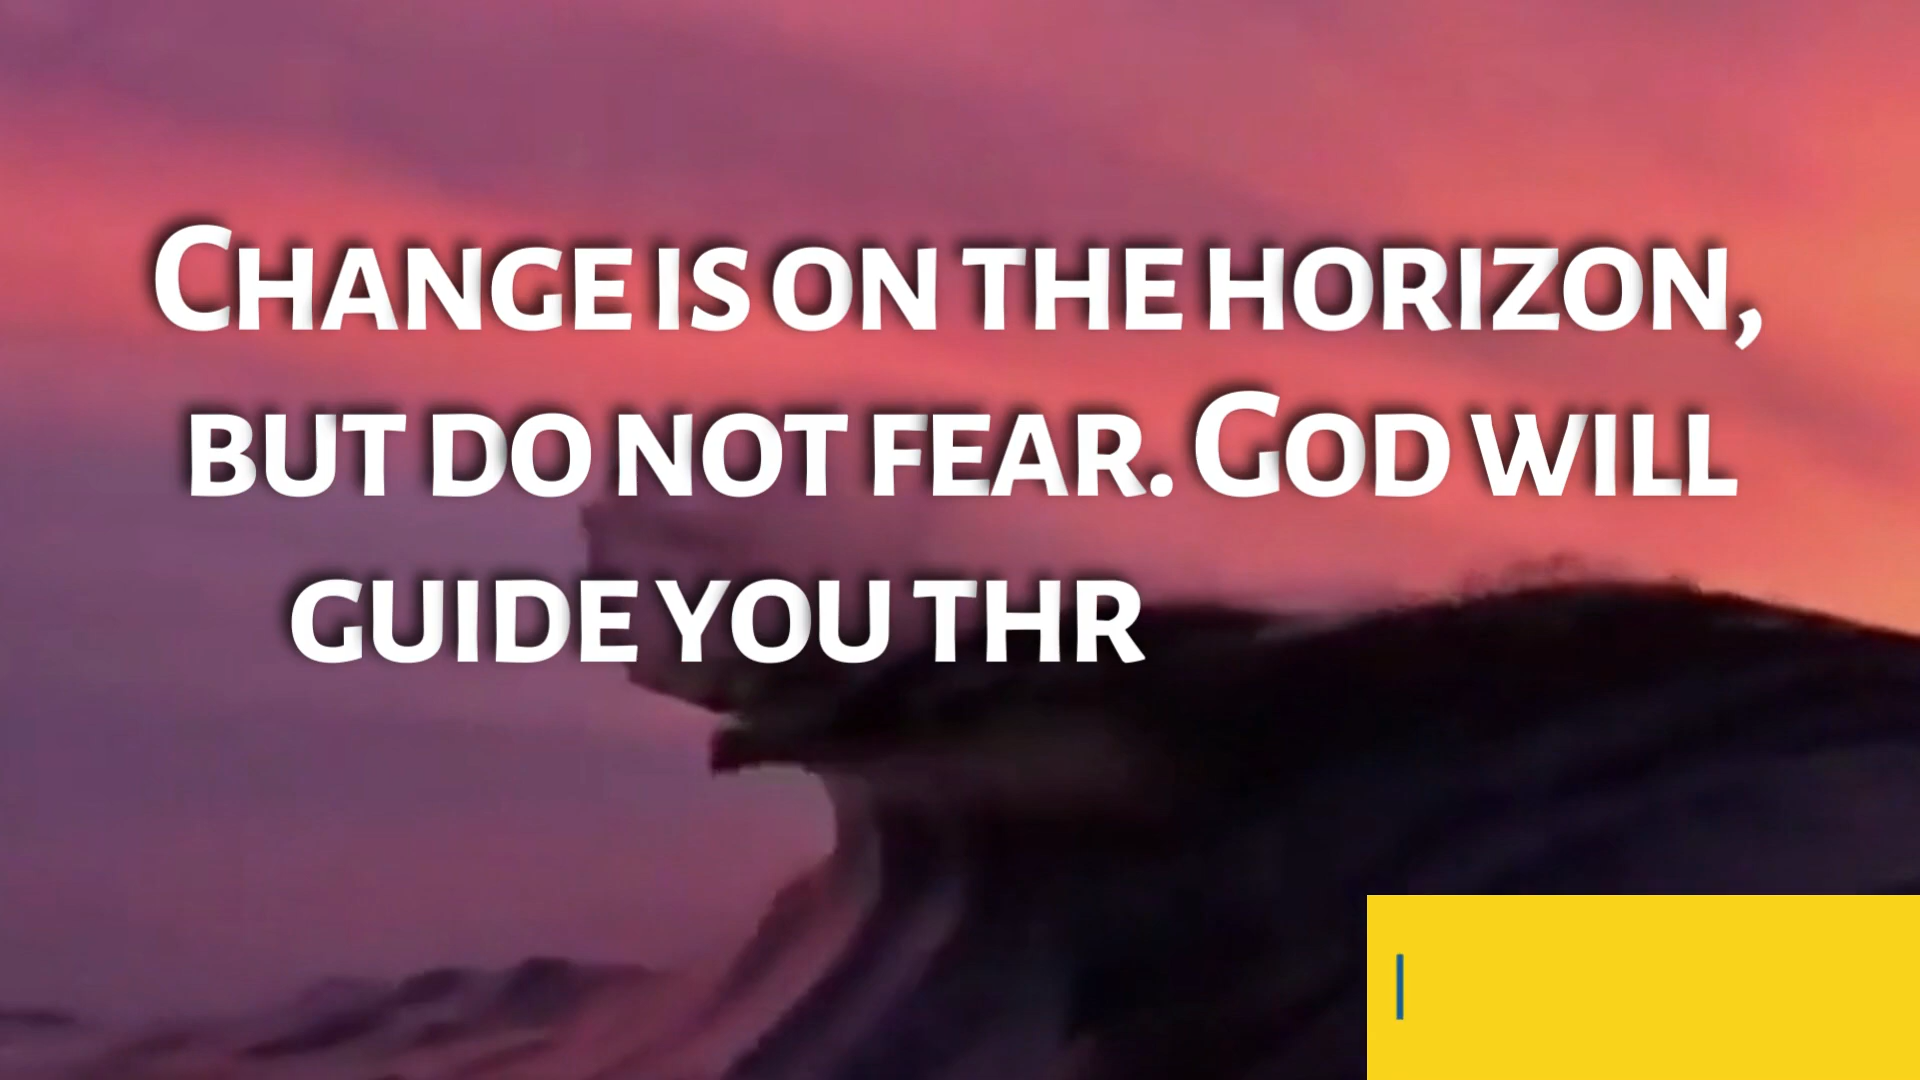 Change is on the horizon,
but do not fear. God will
guide you thr